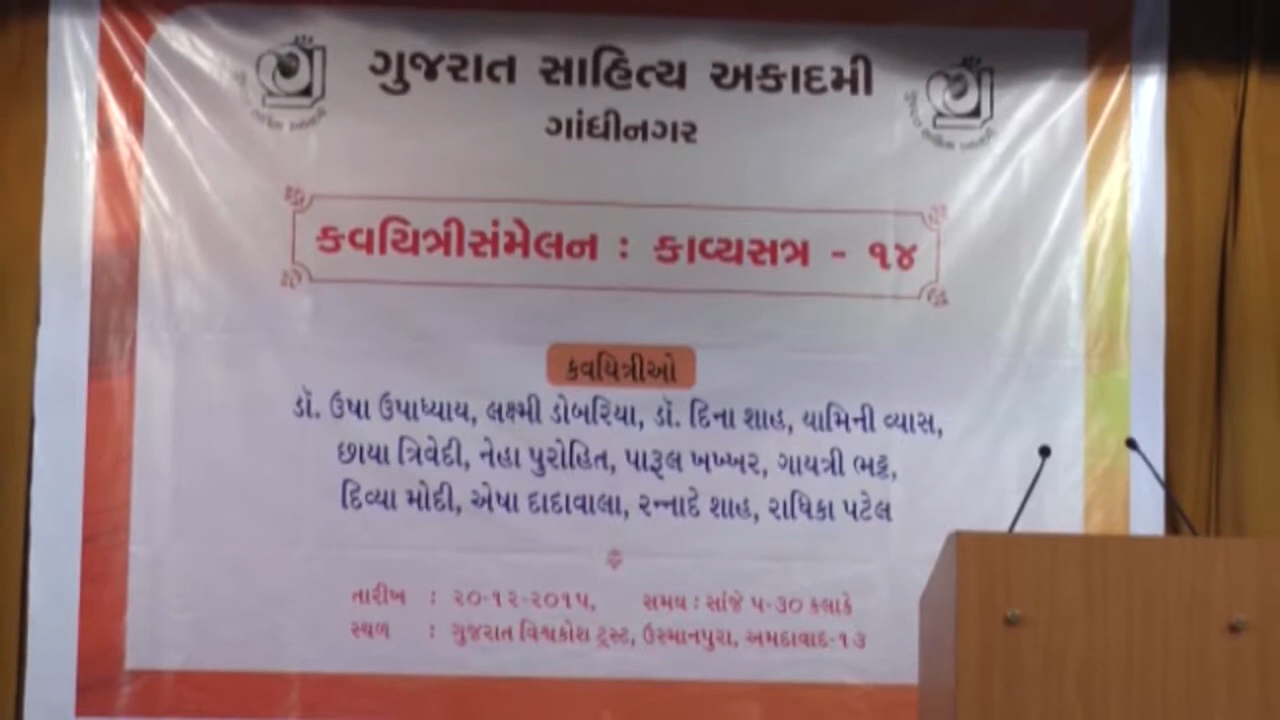 ગુજરાત સાહિત્ય અકાદમી
ગાંધીનગર
કવયિત્રીસંમેલન : કાવ્યસત્ર - ૧૪
કવયિત્રીઓ
ડૉ. ઉષા ઉપાધ્યાય, લક્ષ્મી ડોબરિયા, ડૉ. દિના શાહ, યામિની વ્યાસ,
છાયા ત્રિવેદી, નેહા પુરોહિત, પારૂલ ખખ્ખર, ગાયત્રી ભટ્ટ,
દિવ્યા મોદી, એષા દાદાવાલા, રન્નાદે શાહ, રાધિકા પટેલ
તારીખ : ૨૦-૧૨-૨૦૧૫, સમય : સાંજે ૫-૩૦ કલાકે
સ્થળ : ગુજરાત વિશ્વકોશ ટ્રસ્ટ, ઉસ્માનપુરા, અમદાવાદ-૧૩